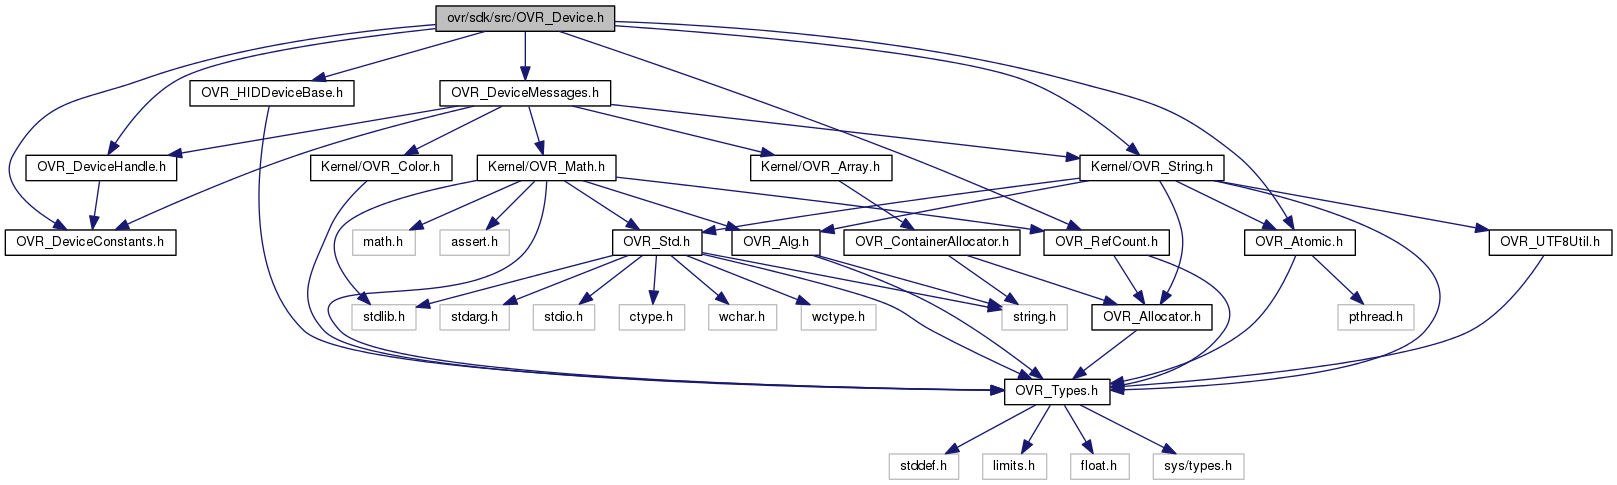 ovr/sdk/src/OVR_Device.h
OVR_HIDDeviceBase.h
OVR_DeviceMessages.h
OVR_DeviceHandle.h
Kernel/OVR_Color.h
Kernel/OVR_Math.h
Kernel/OVR_Array.h
Kernel/OVR_String.h
OVR_DeviceConstants.h
math.h
assert.h
OVR_Std.h
OVR_Alg.h
OVR_ContainerAllocator.h
OVR_RefCount.h
OVR_Atomic.h
OVR_UTF8Util.h
stdlib.h
stdarg.h
stdio.h
ctype.h
wchar.h
wctype.h
string.h
OVR_Allocator.h
pthread.h
OVR_Types.h
stddef.h
limits.h
float.h
sys/types.h